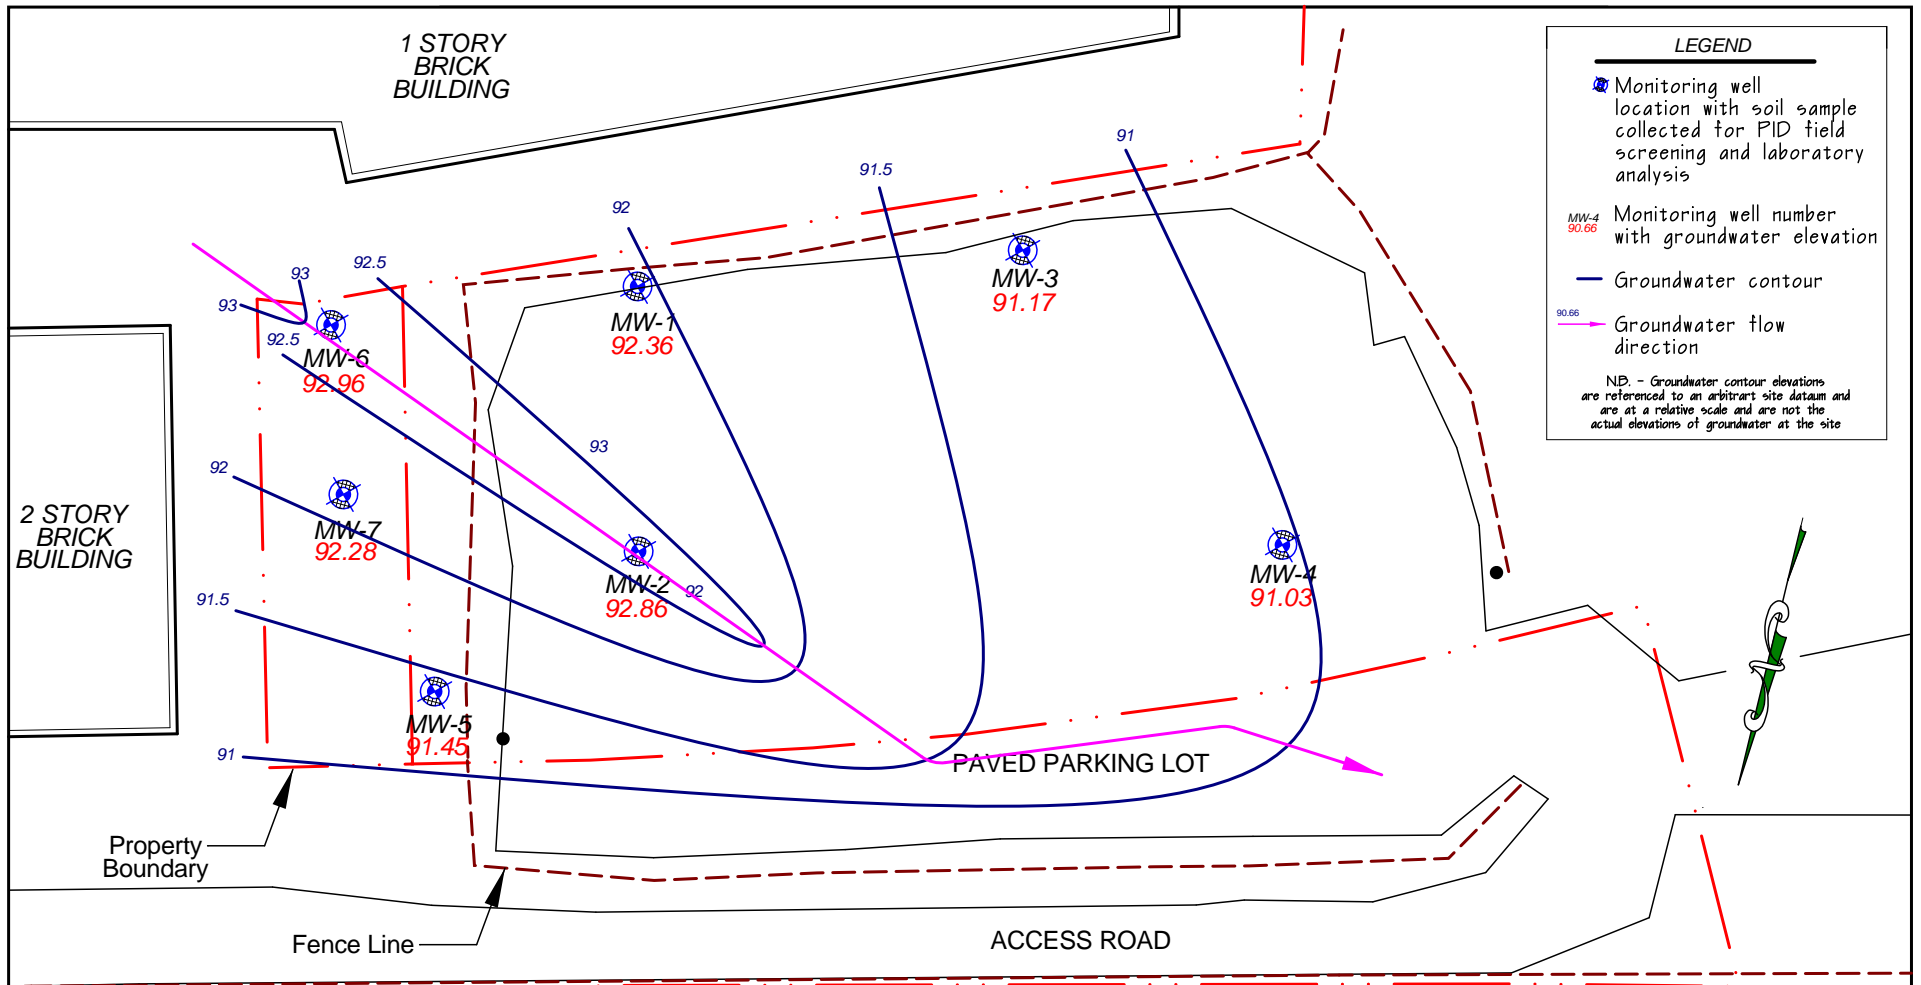 1 STORY
BRICK
BUILDING
LEGEND
Monitoring well
location with soil sample
collected for PID field
screening and laboratory
analysis
MW-4
90.66
Monitoring well number
with groundwater elevation
Groundwater contour
90.66
Groundwater flow
direction
N.B. - Groundwater contour elevations
are referenced to an arbitrart site dataum and
are at a relative scale and are not the
actual elevations of groundwater at the site
91
91.5
92
92.5
93
93
92.5
MW-6
92.96
MW-1
92.36
MW-3
91.17
93
92
MW-7
92.28
2 STORY
BRICK
BUILDING
MW-2
92.86
92
MW-4
91.03
91.5
MW-5
91.45
91
PAVED PARKING LOT
Property
Boundary
Fence Line
ACCESS ROAD